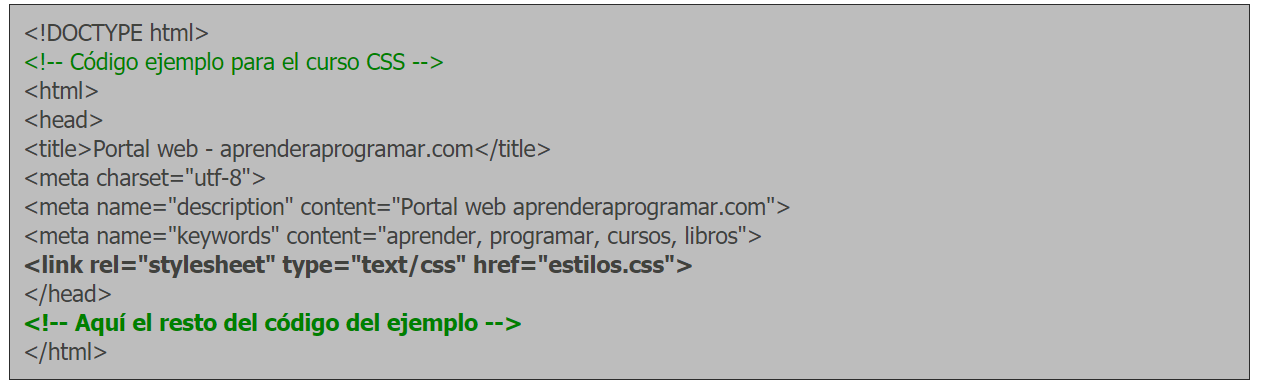 <!DOCTYPE html>
<!-- Código ejemplo para el curso CSS -->
<html>
<head>
<title>Portal web - aprenderaprogramar.com</title>
<meta charset="utf-8">
<meta name="description" content="Portal web aprenderaprogramar.com">
<meta name="keywords" content="aprender, programar, cursos, libros">
<link rel="stylesheet" type="text/css" href="estilos.css">
</head>
<!-- Aquí el resto del código del ejemplo -->
</html>